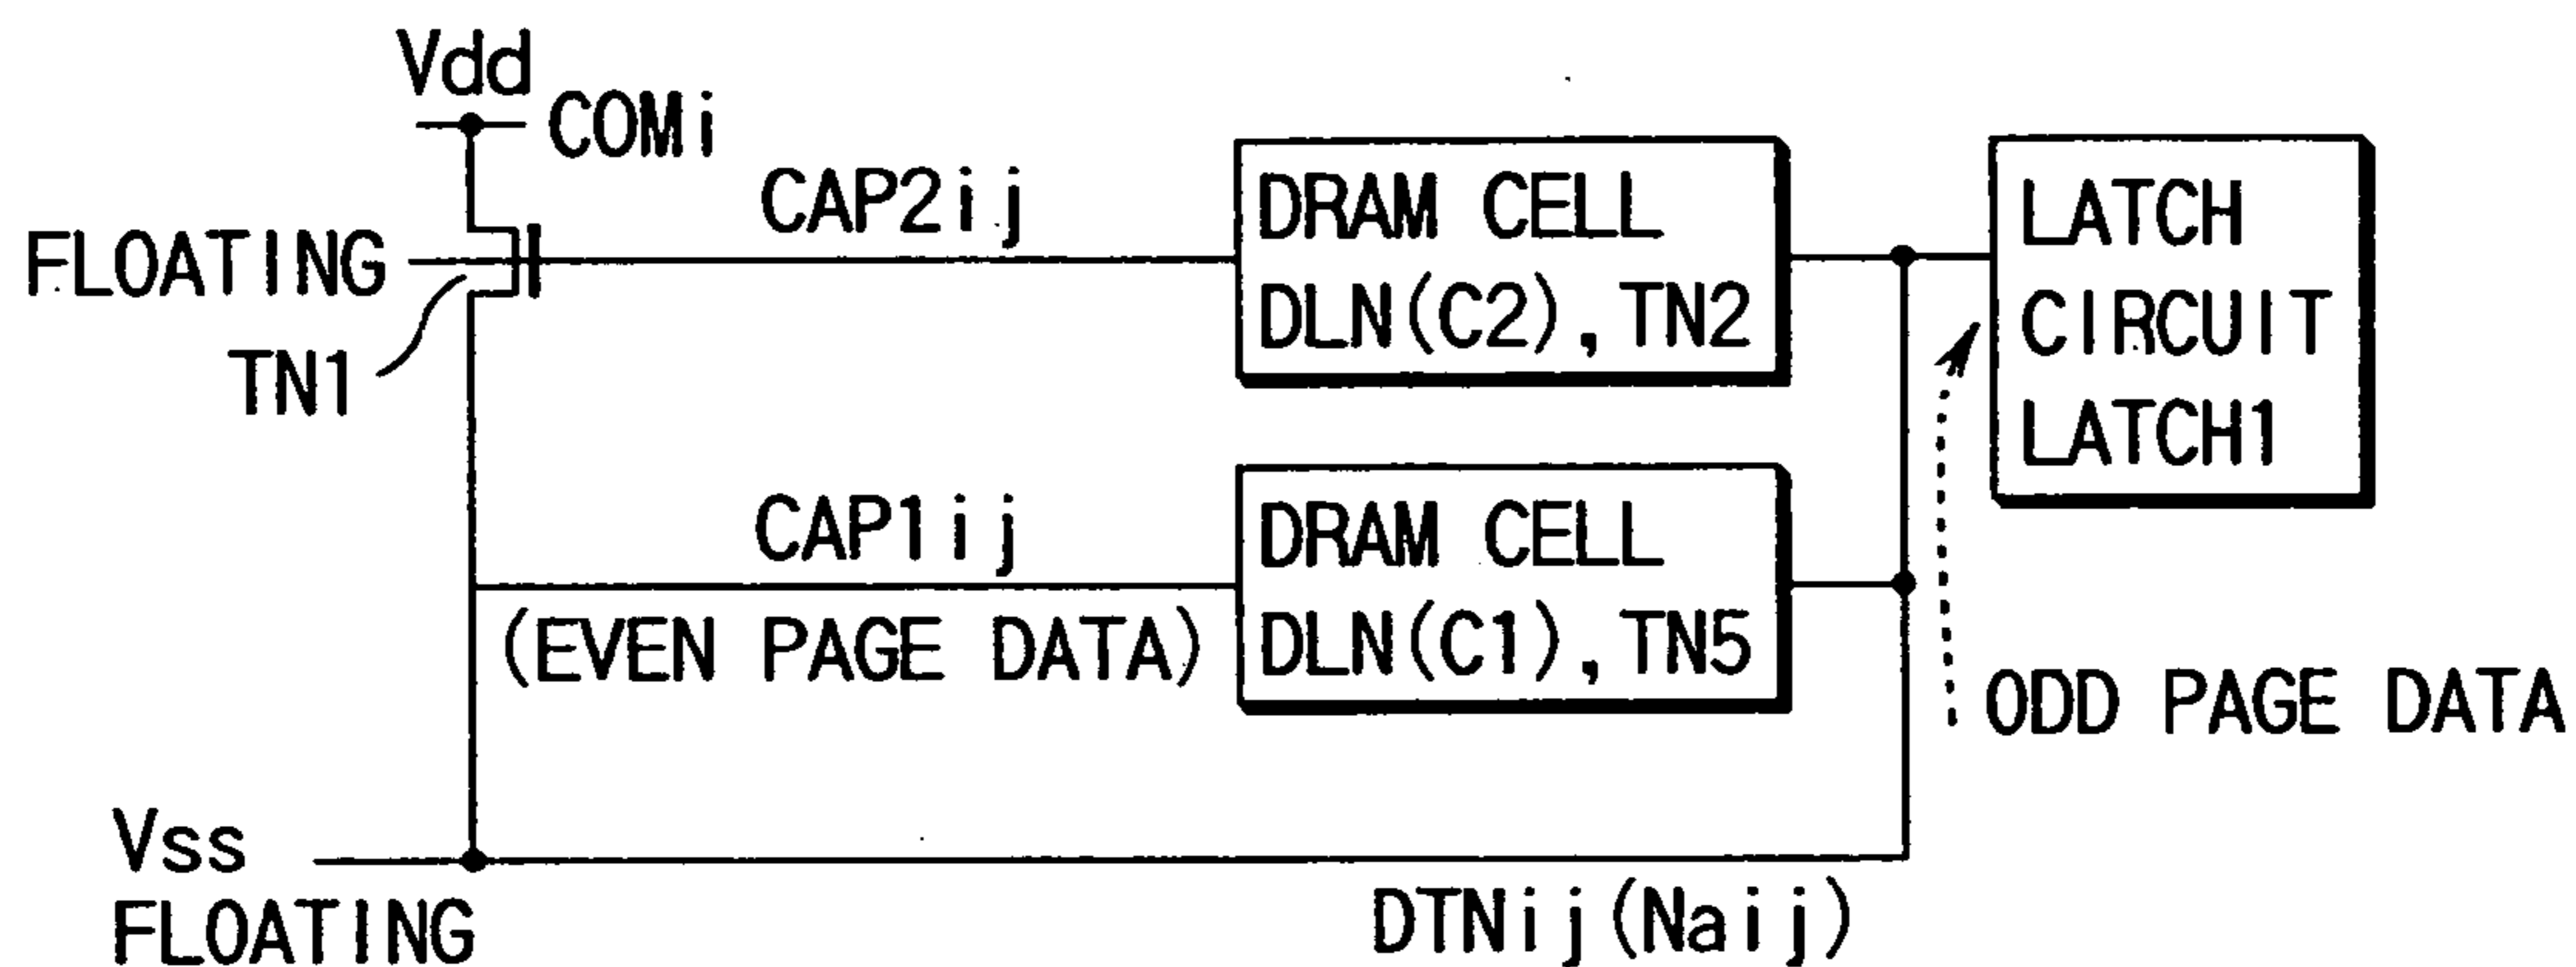 Vdd
COMi
FLOATING
TN1
CAP2ij
DRAM CELL
DLN(C2),TN2
LATCH
CIRCUIT
LATCH1
CAP1ij
(EVEN PAGE DATA)
DRAM CELL
DLN(C1),TN5
ODD PAGE DATA
Vss
FLOATING
DTNij(Naij)